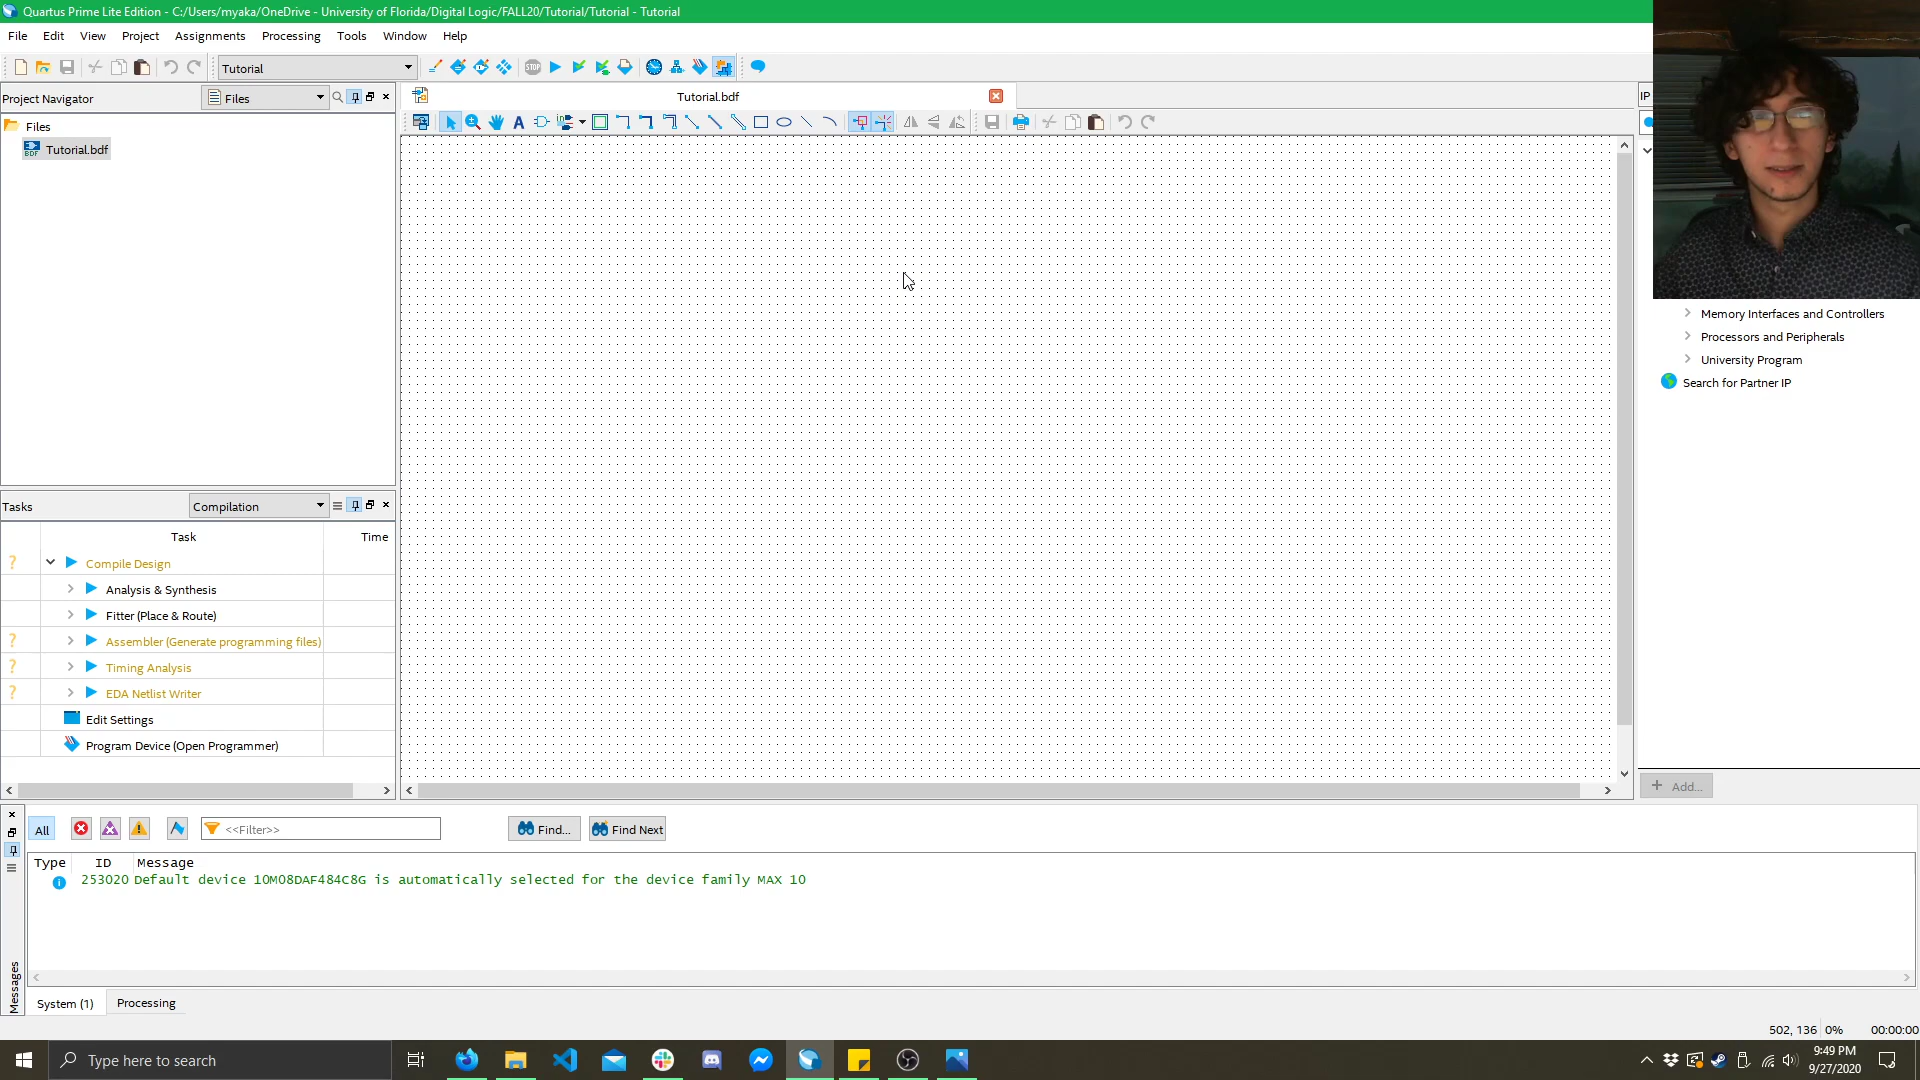 Quartus Prime Lite Edition - C:/Users/myaka/OneDrive - University of Florida/Digital Logic/FALL20/Tutorial/Tutorial - Tutorial
File Edit View Project Assignments Processing Tools Window Help
STOP Tutorial
Project Navigator Files
Tutorial.bdf
IP
Files
BDF Tutorial.bdf
Memory Interfaces and Controllers
Processors and Peripherals
University Program
Search for Partner IP
Tasks Compilation
Task Time
? Compile Design
Analysis & Synthesis
Fitter (Place & Route)
? Assembler (Generate programming files)
? Timing Analysis
? EDA Netlist Writer
Edit Settings
Program Device (Open Programmer)
+ Add...
All <<Filter>> Find... Find Next
Type ID Message
253020 Default device 10M08DAF484C8G is automatically selected for the device family MAX 10
Messages
System (1) Processing
502, 136 0% 00:00:00
Type here to search
9:49 PM
9/27/2020